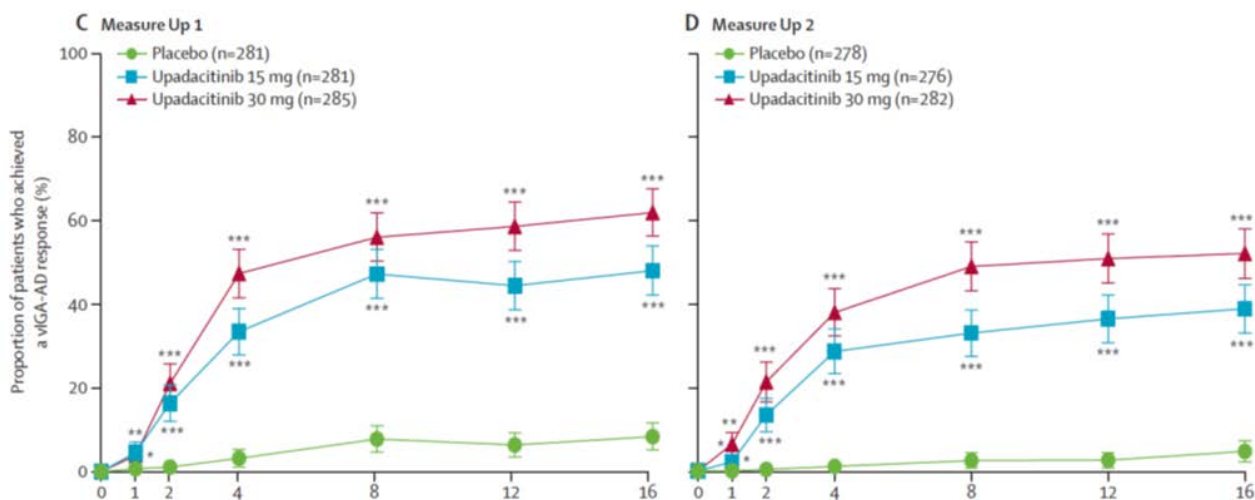 C Measure Up 1
Placebo (n=281)
Upadacitinib 15 mg (n=281)
Upadacitinib 30 mg (n=285)
Proportion of patients who achieved
a vIGA-AD response (%)
100
80
60
40
20
0
** *
*** ***
*** ***
*** ***
*** ***
*** ***
0 1 2 4 8 12 16
D Measure Up 2
Placebo (n=278)
Upadacitinib 15 mg (n=276)
Upadacitinib 30 mg (n=282)
* ** *
*** ***
*** ***
*** ***
*** ***
*** ***
0 1 2 4 8 12 16